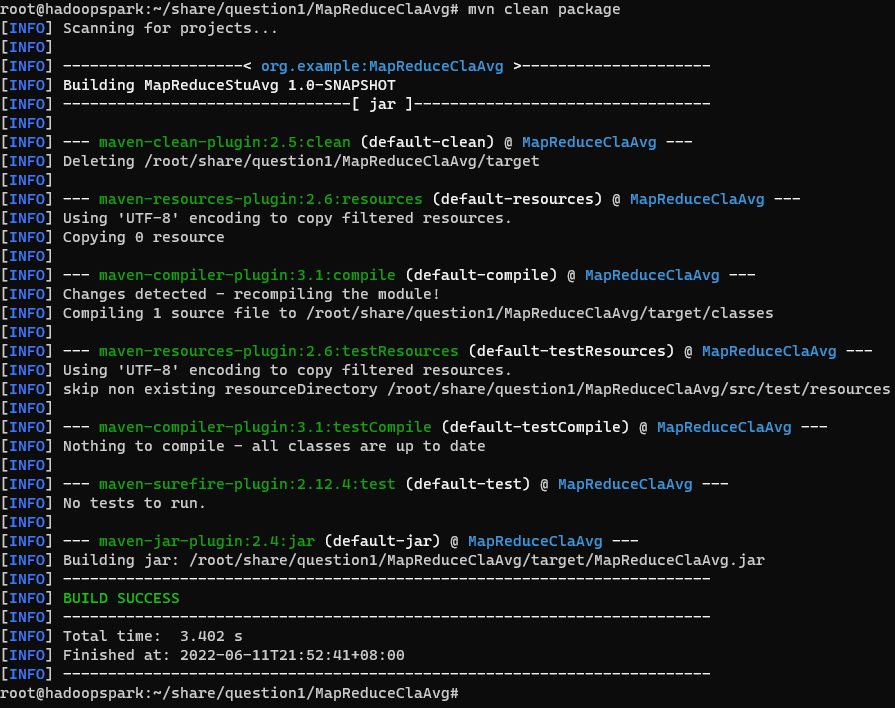 root@hadoopspark:~/share/question1/MapReduceClaAvg# mvn clean package
[INFO] Scanning for projects...
[INFO]
[INFO] --------------------< org.example:MapReduceClaAvg >---------------------
[INFO] Building MapReduceStuAvg 1.0-SNAPSHOT
[INFO] --------------------------------[ jar ]---------------------------------
[INFO]
[INFO] --- maven-clean-plugin:2.5:clean (default-clean) @ MapReduceClaAvg ---
[INFO] Deleting /root/share/question1/MapReduceClaAvg/target
[INFO]
[INFO] --- maven-resources-plugin:2.6:resources (default-resources) @ MapReduceClaAvg ---
[INFO] Using 'UTF-8' encoding to copy filtered resources.
[INFO] Copying 0 resource
[INFO]
[INFO] --- maven-compiler-plugin:3.1:compile (default-compile) @ MapReduceClaAvg ---
[INFO] Changes detected - recompiling the module!
[INFO] Compiling 1 source file to /root/share/question1/MapReduceClaAvg/target/classes
[INFO]
[INFO] --- maven-resources-plugin:2.6:testResources (default-testResources) @ MapReduceClaAvg ---
[INFO] Using 'UTF-8' encoding to copy filtered resources.
[INFO] skip non existing resourceDirectory /root/share/question1/MapReduceClaAvg/src/test/resources
[INFO]
[INFO] --- maven-compiler-plugin:3.1:testCompile (default-testCompile) @ MapReduceClaAvg ---
[INFO] Nothing to compile - all classes are up to date
[INFO]
[INFO] --- maven-surefire-plugin:2.12.4:test (default-test) @ MapReduceClaAvg ---
[INFO] No tests to run.
[INFO]
[INFO] --- maven-jar-plugin:2.4:jar (default-jar) @ MapReduceClaAvg ---
[INFO] Building jar: /root/share/question1/MapReduceClaAvg/target/MapReduceClaAvg.jar
[INFO] ------------------------------------------------------------------------
[INFO] BUILD SUCCESS
[INFO] ------------------------------------------------------------------------
[INFO] Total time:  3.402 s
[INFO] Finished at: 2022-06-11T21:52:41+08:00
[INFO] ------------------------------------------------------------------------
root@hadoopspark:~/share/question1/MapReduceClaAvg#